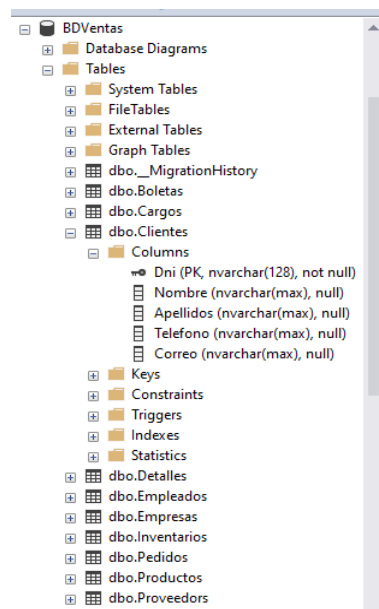 BDVentas
Database Diagrams
Tables
System Tables
FileTables
External Tables
Graph Tables
dbo.__MigrationHistory
dbo.Boletas
dbo.Cargos
dbo.Clientes
Columns
Dni (PK, nvarchar(128), not null)
Nombre (nvarchar(max), null)
Apellidos (nvarchar(max), null)
Telefono (nvarchar(max), null)
Correo (nvarchar(max), null)
Keys
Constraints
Triggers
Indexes
Statistics
dbo.Detalles
dbo.Empleados
dbo.Empresas
dbo.Inventarios
dbo.Pedidos
dbo.Productos
dbo.Proveedors